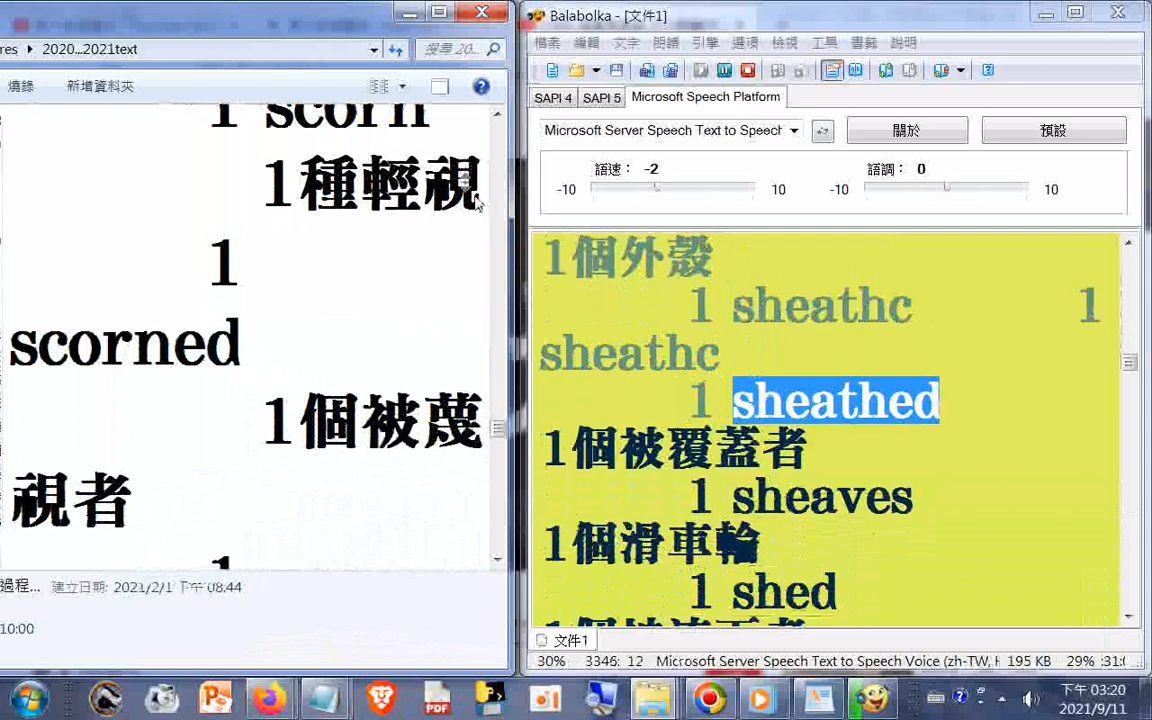 res ▸ 2020...2021text
搜尋 20...
燒錄 新增資料夾
1 scorn
1種輕視
1
scorned
1個被蔑
視者
1
過程... 建立日期: 2021/2/1 下午 08:44
10:00
Balabolka - [文件1]
檔案 編輯 文字 朗讀 引擎 選項 檢視 工具 書籤 說明
SAPI 4 SAPI 5 Microsoft Speech Platform
Microsoft Server Speech Text to Speech
關於 預設
語速： -2 語調： 0
-10 10 -10 10
1個外殼
1 sheathc 1
sheathc
1 sheathed
1個被覆蓋者
1 sheaves
1個滑車輪
1 shed
文件1
30% 3346: 12 Microsoft Server Speech Text to Speech Voice (zh-TW, 195 KB 29%
下午 03:20
2021/9/11